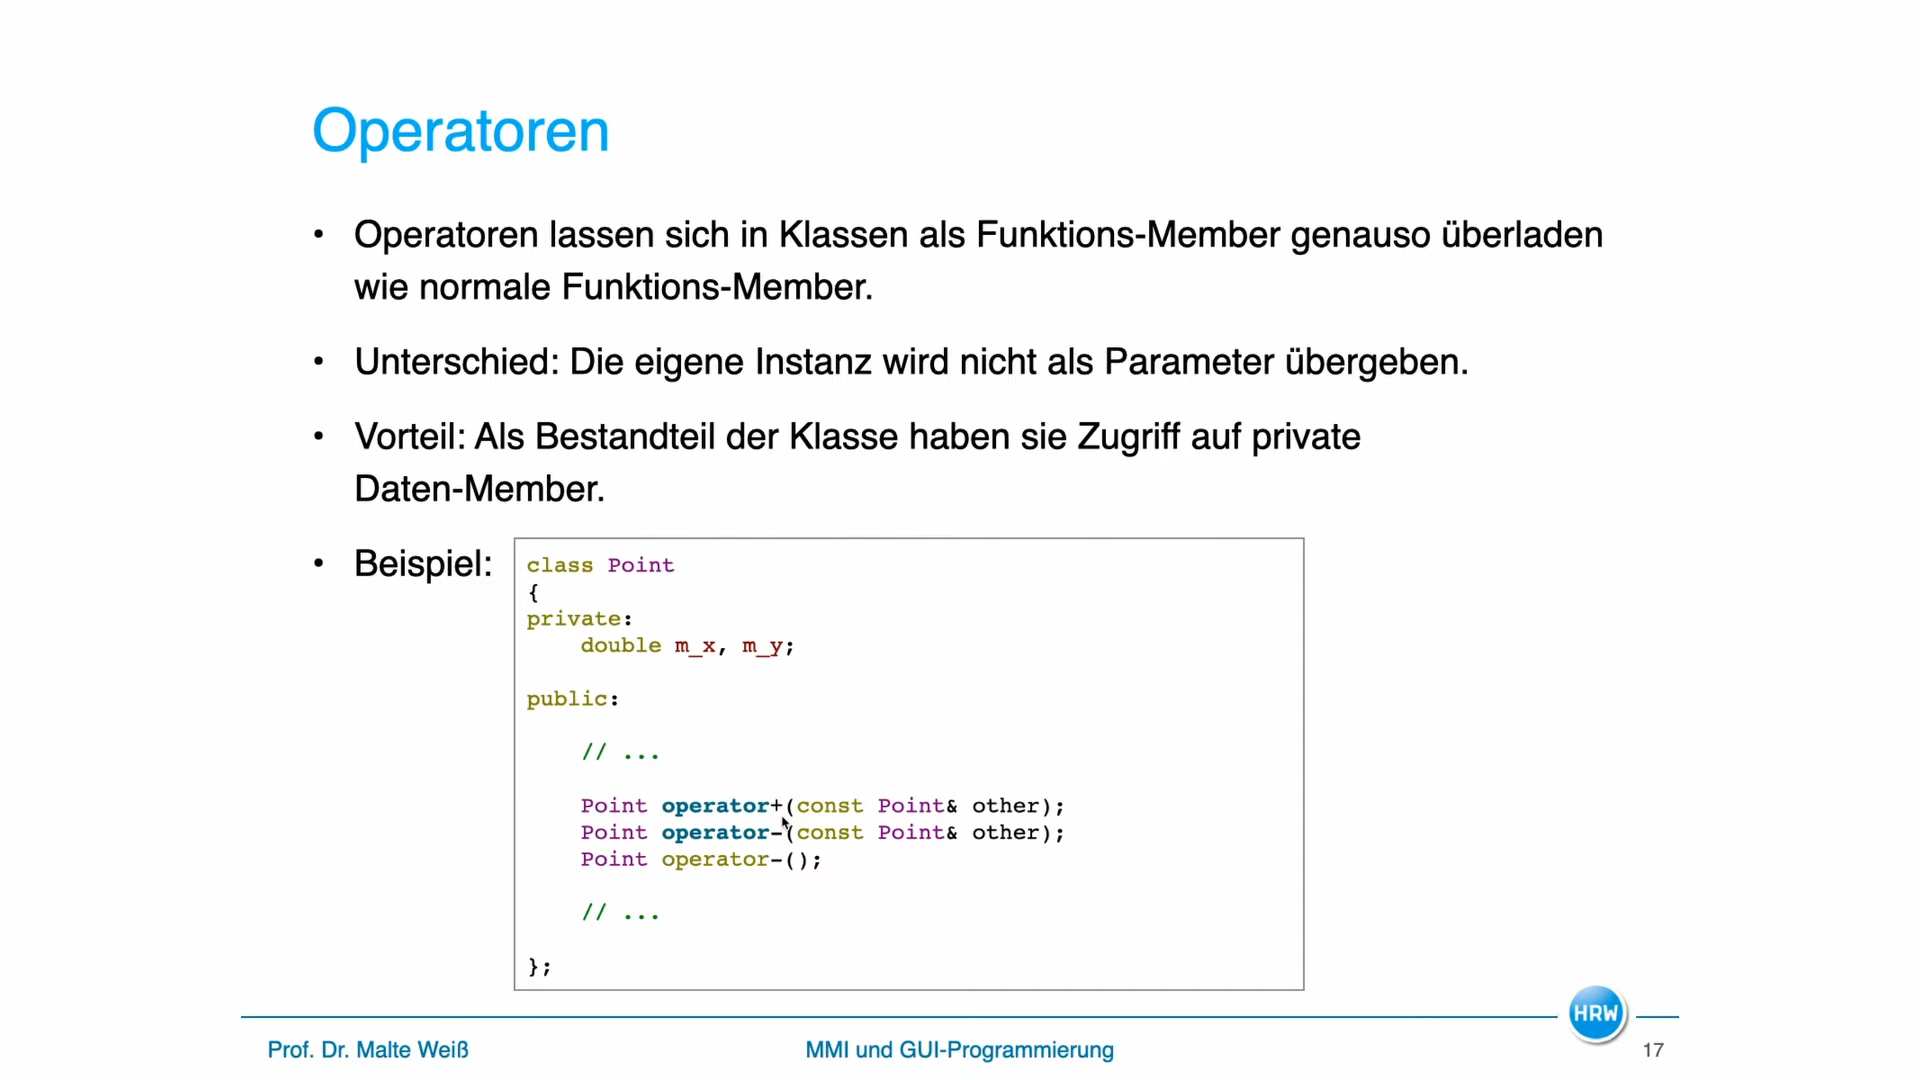 Operatoren
• Operatoren lassen sich in Klassen als Funktions-Member genauso überladen
wie normale Funktions-Member.
• Unterschied: Die eigene Instanz wird nicht als Parameter übergeben.
• Vorteil: Als Bestandteil der Klasse haben sie Zugriff auf private
Daten-Member.
• Beispiel:
class Point
{
private:
    double m_x, m_y;
public:
    // ...
    Point operator+(const Point& other);
    Point operator-(const Point& other);
    Point operator-();
    // ...
};
HRW
Prof. Dr. Malte Weiß
MMI und GUI-Programmierung
17